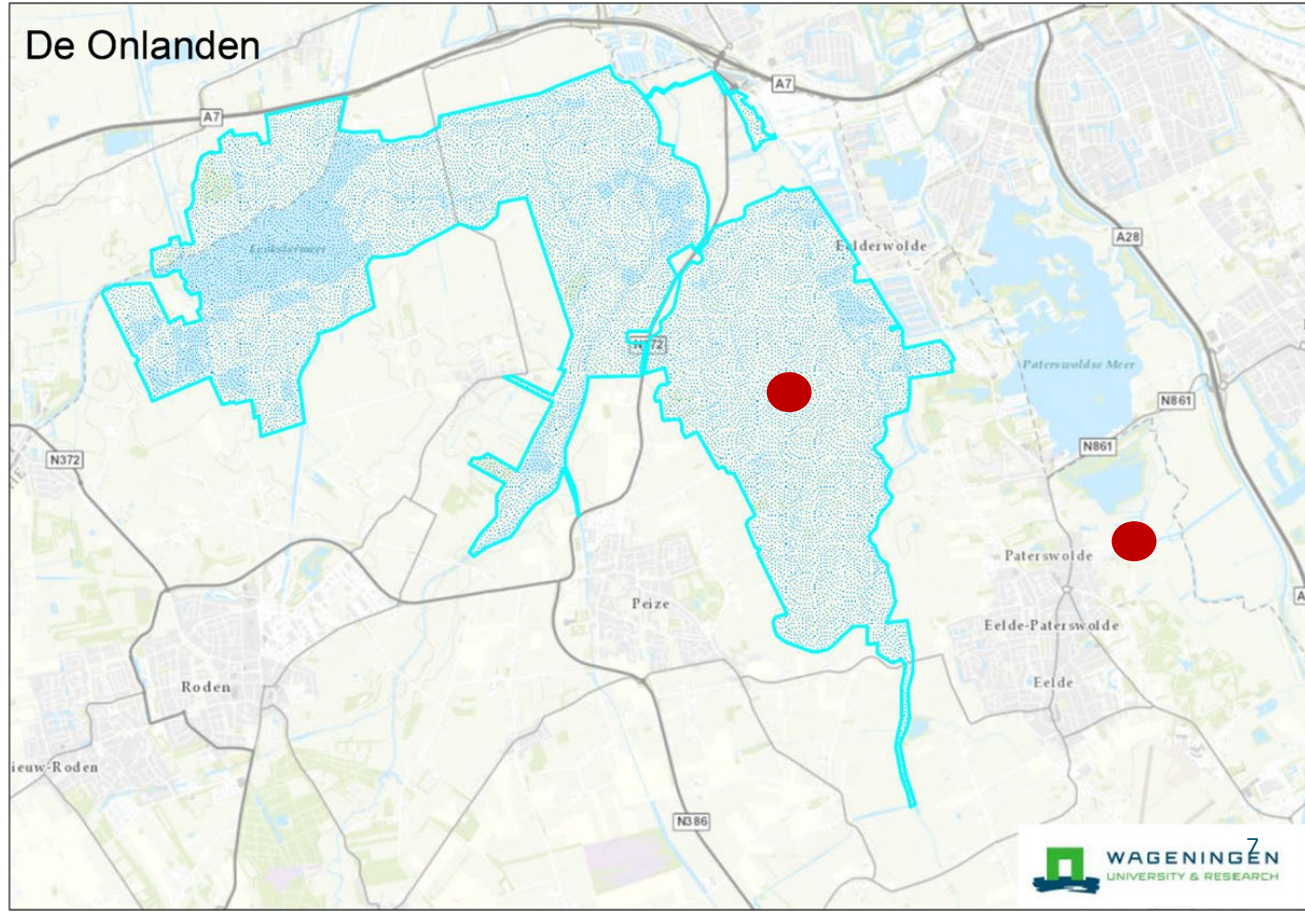 De Onlanden
A7
A7
Leekstermeer
Eelderwolde
A28
N372
Paterswoldse Meer
N861
N861
N372
Paterswolde
Peize
Eelde-Paterswolde
Roden
Eelde
ieuw-Roden
N386
A
7
WAGENINGEN
UNIVERSITY & RESEARCH